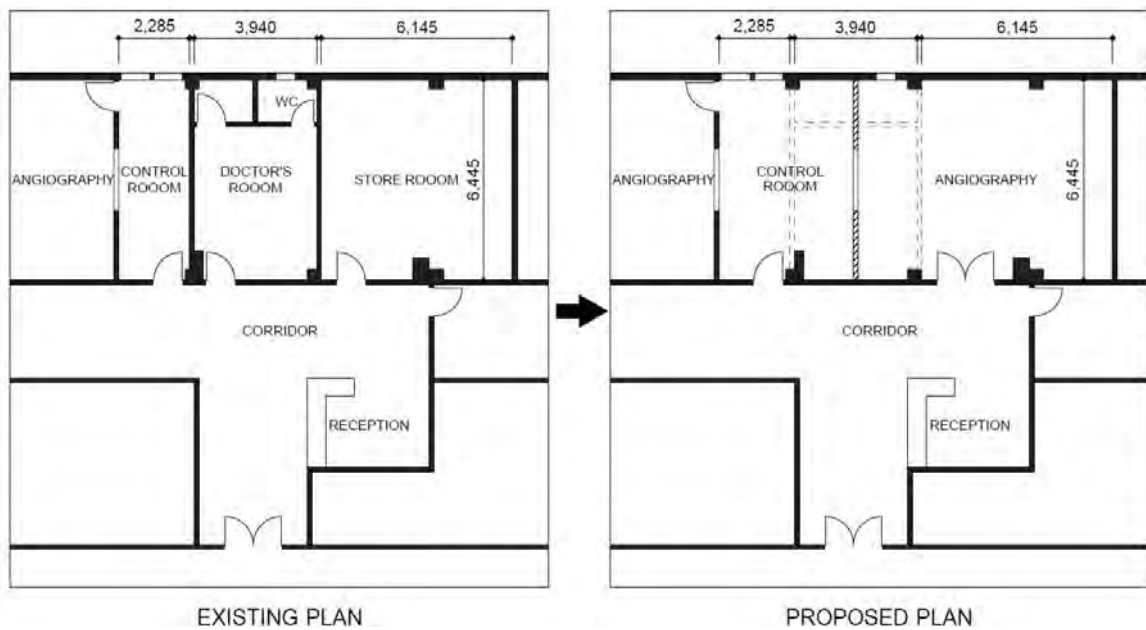 2,285 3,940 6,145
WC
ANGIOGRAPHY
CONTROL
ROOOM
DOCTOR'S
ROOOM
STORE ROOOM
6,445
CORRIDOR
RECEPTION
EXISTING PLAN
2,285 3,940 6,145
ANGIOGRAPHY
CONTROL
ROOOM
ANGIOGRAPHY
6,445
CORRIDOR
RECEPTION
PROPOSED PLAN